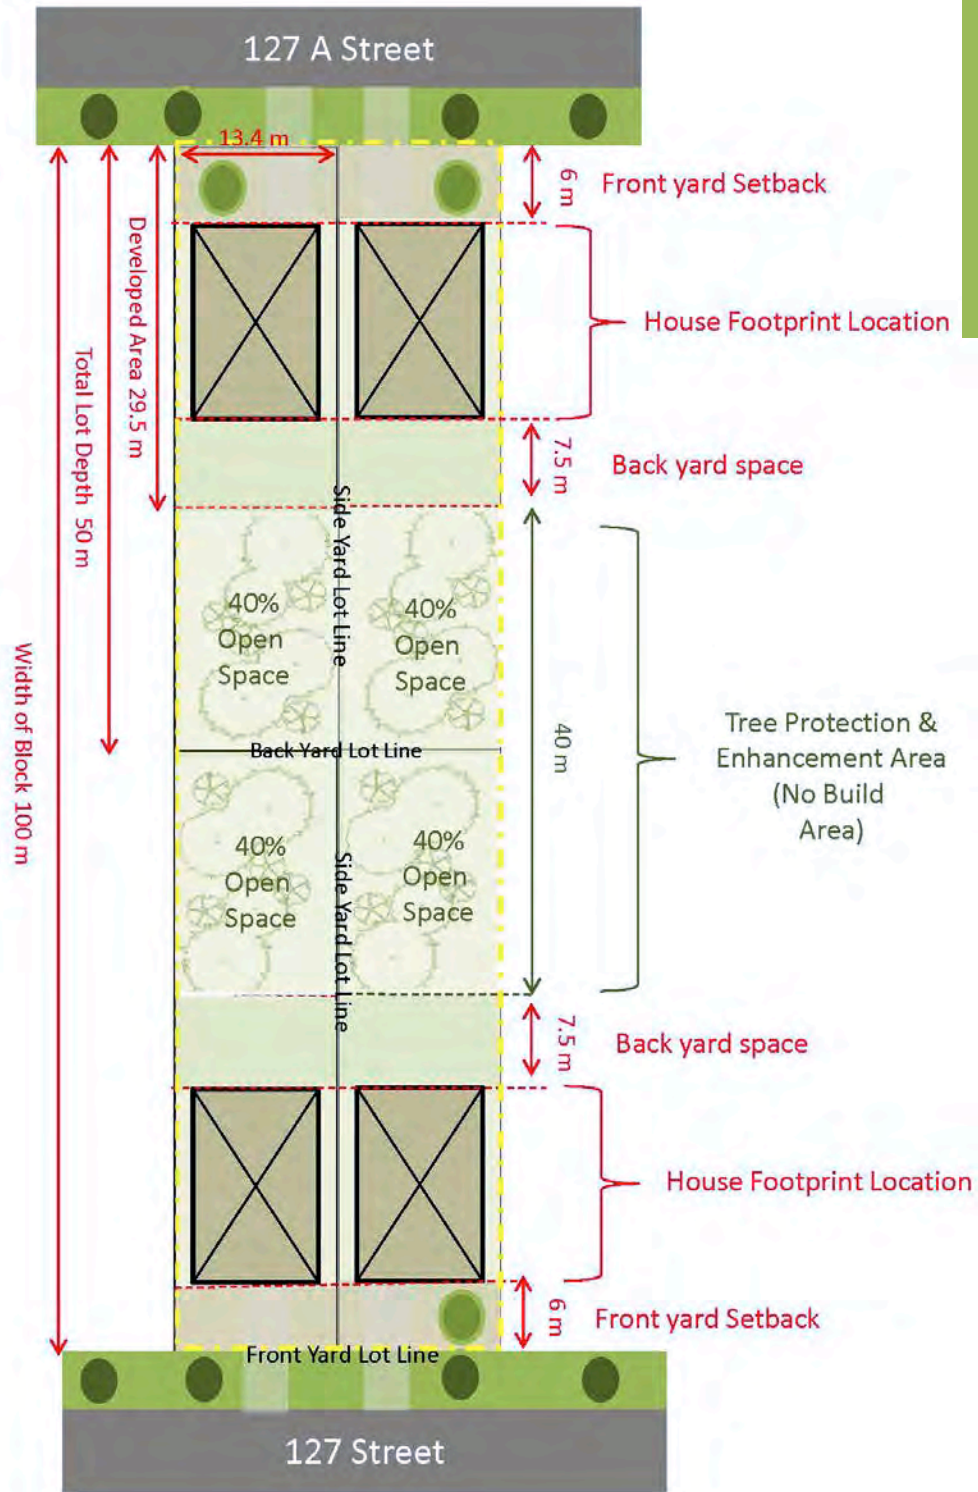 127 A Street
13.4 m
6 m
Front yard Setback
Developed Area 29.5 m
House Footprint Location
Total Lot Depth 50 m
7.5 m
Back yard space
Side Yard Lot Line
40%
Open
Space
40%
Open
Space
Width of Block 100 m
40 m
Tree Protection &
Enhancement Area
(No Build
Area)
Back Yard Lot Line
40%
Open
Space
40%
Open
Space
Side Yard Lot Line
7.5 m
Back yard space
House Footprint Location
6 m
Front yard Setback
Front Yard Lot Line
127 Street